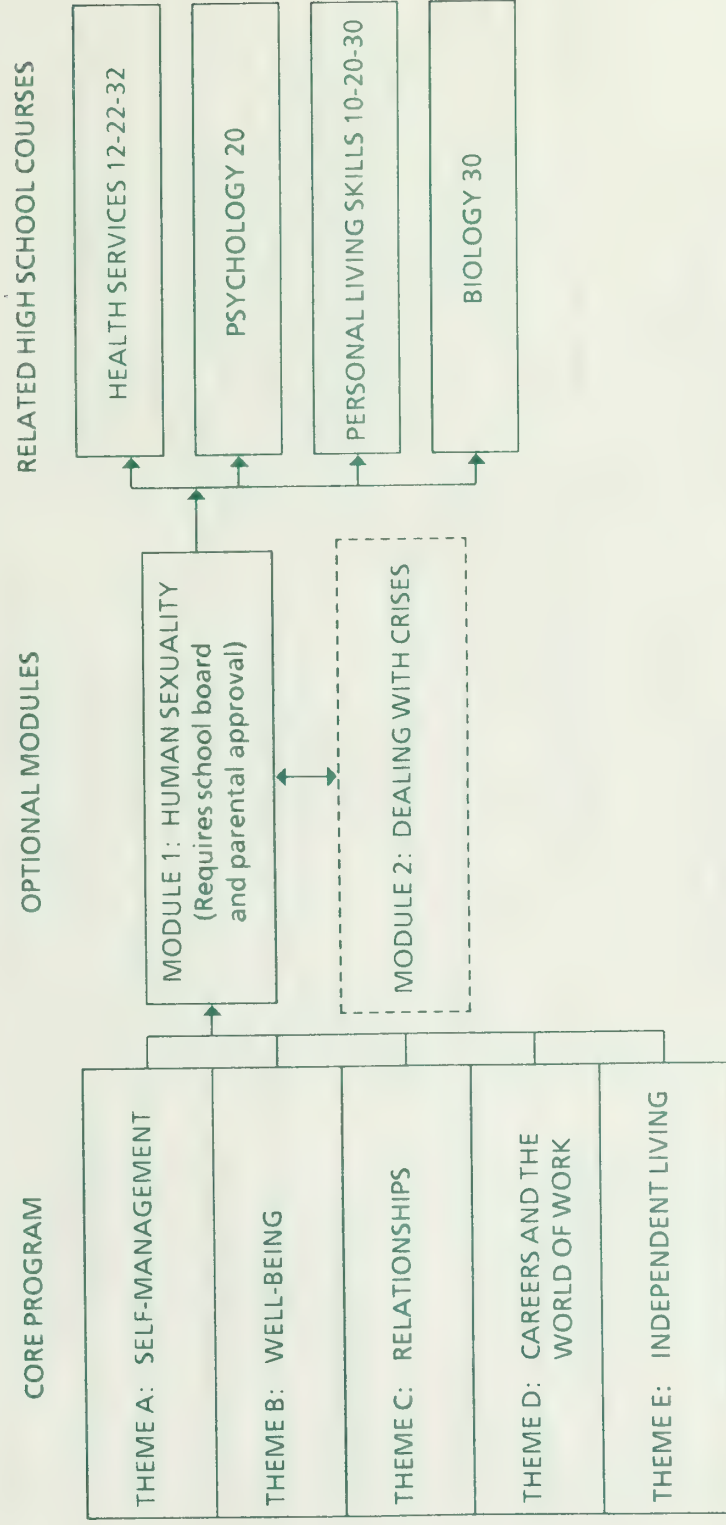 CORE PROGRAM
THEME A: SELF-MANAGEMENT
THEME B: WELL-BEING
THEME C: RELATIONSHIPS
THEME D: CAREERS AND THE
WORLD OF WORK
THEME E: INDEPENDENT LIVING
OPTIONAL MODULES
MODULE 1: HUMAN SEXUALITY
(Requires school board
and parental approval)
MODULE 2: DEALING WITH CRISES
RELATED HIGH SCHOOL COURSES
HEALTH SERVICES 12-22-32
PSYCHOLOGY 20
PERSONAL LIVING SKILLS 10-20-30
BIOLOGY 30